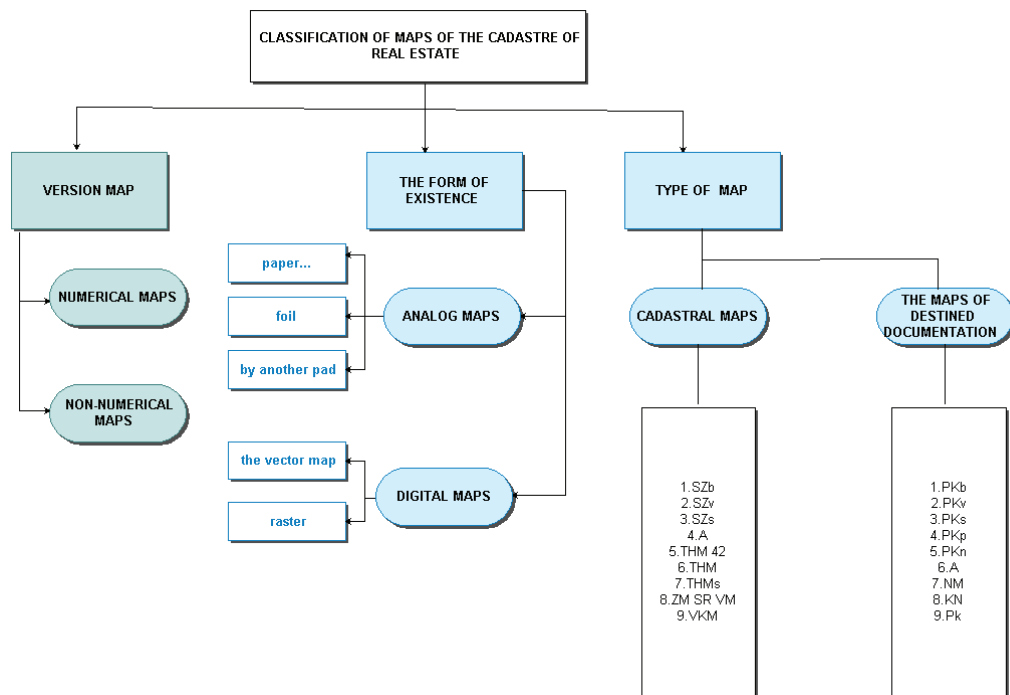 CLASSIFICATION OF MAPS OF THE CADASTRE OF
REAL ESTATE
VERSION MAP
THE FORM OF
EXISTENCE
TYPE OF MAP
NUMERICAL MAPS
NON-NUMERICAL
MAPS
paper...
foil
by another pad
ANALOG MAPS
the vector map
raster
DIGITAL MAPS
CADASTRAL MAPS
THE MAPS OF
DESTINED
DOCUMENTATION
1.SZb
2.SZv
3.SZs
4.A
5.THM 42
6.THM
7.THMs
8.ZM SR VM
9.VKM
1.PKb
2.PKv
3.PKs
4.PKp
5.PKn
6.A
7.NM
8.KN
9.Pk